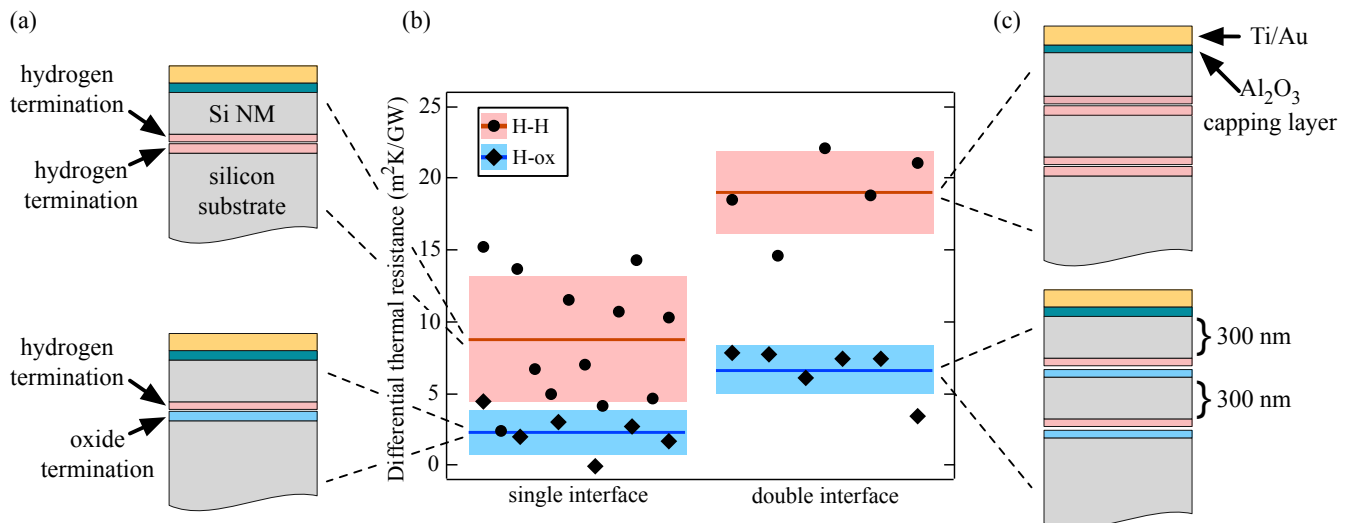 (a)
hydrogen
termination
Si NM
hydrogen
termination
silicon
substrate
hydrogen
termination
oxide
termination
(b)
Differential thermal resistance (m²K/GW)
25
20
15
10
5
0
H-H
H-ox
single interface
double interface
(c)
Ti/Au
Al₂O₃
capping layer
300 nm
300 nm